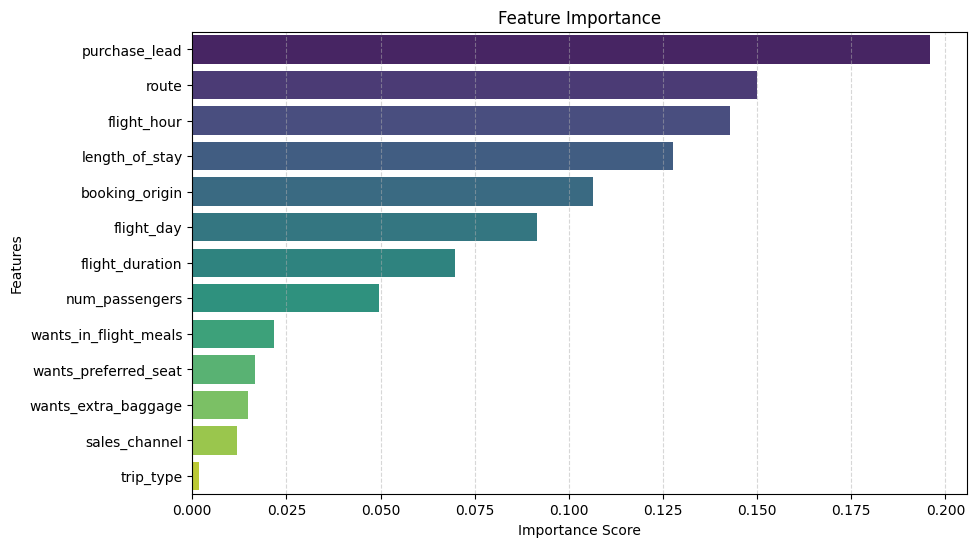 Feature Importance
purchase_lead
route
flight_hour
length_of_stay
booking_origin
flight_day
flight_duration
num_passengers
wants_in_flight_meals
wants_preferred_seat
wants_extra_baggage
sales_channel
trip_type
Features
0.000 0.025 0.050 0.075 0.100 0.125 0.150 0.175 0.200
Importance Score